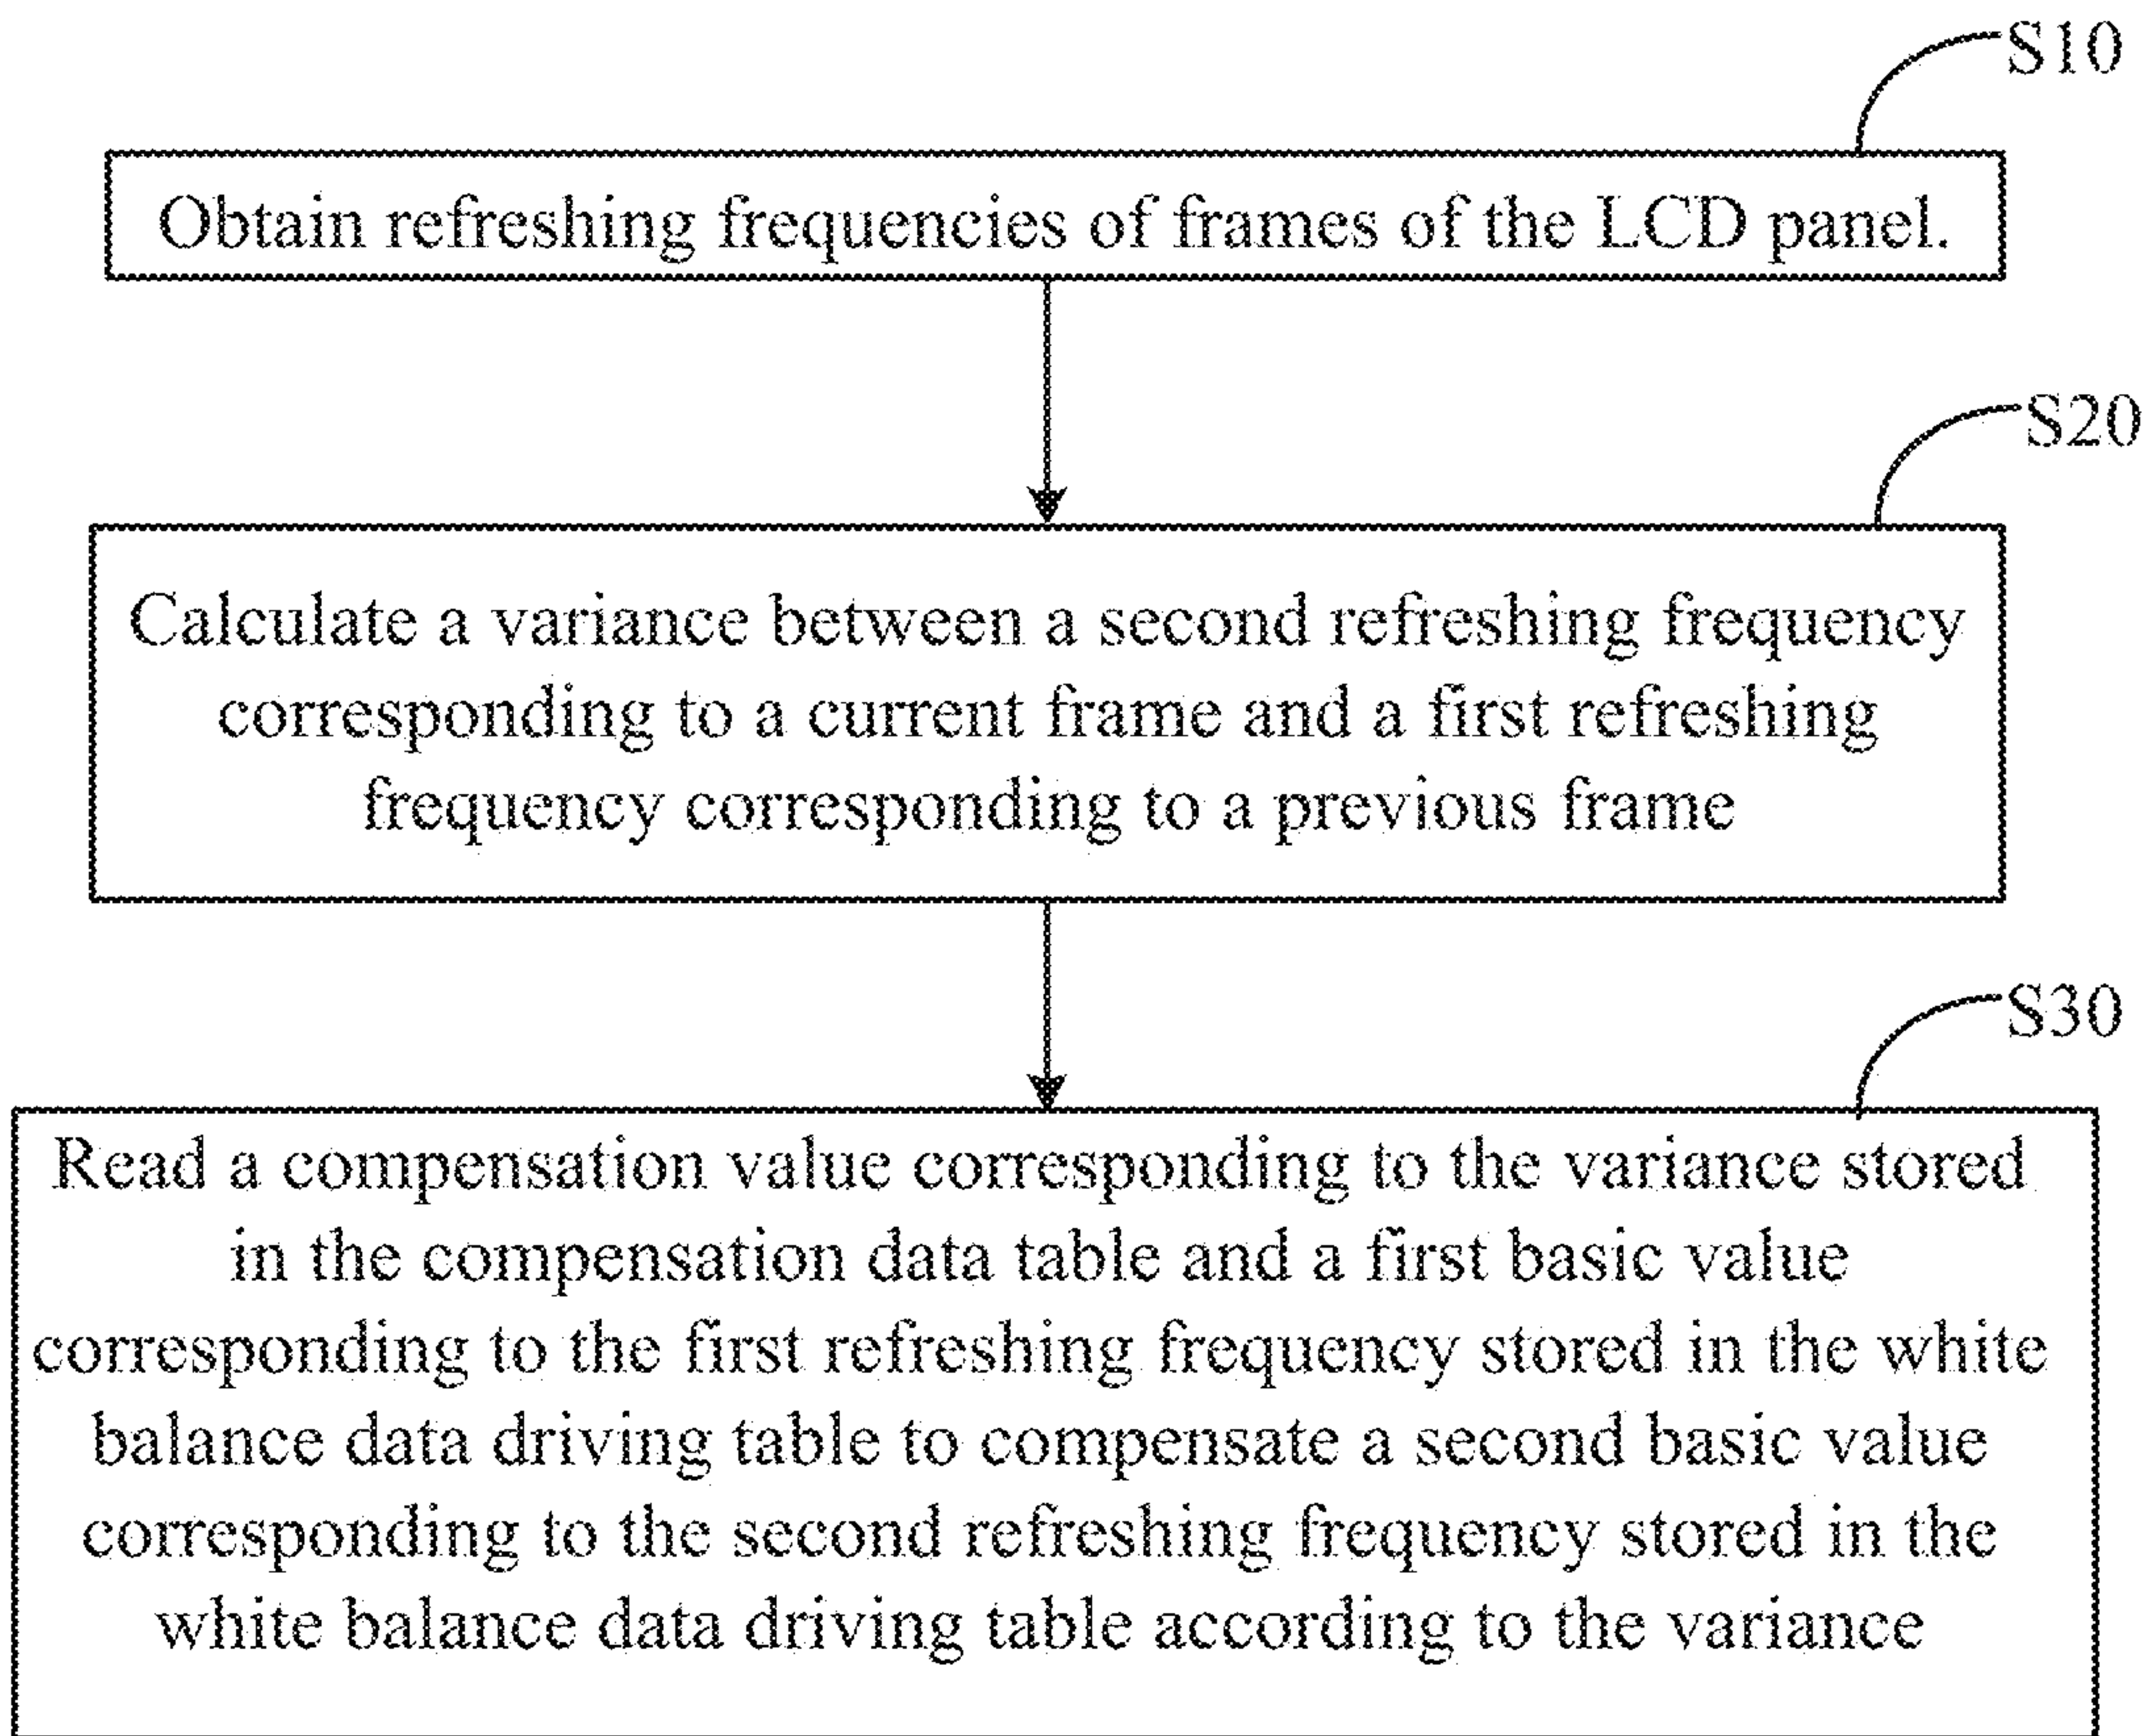 S10
Obtain refreshing frequencies of frames of the LCD panel.
S20
Calculate a variance between a second refreshing frequency
corresponding to a current frame and a first refreshing
frequency corresponding to a previous frame
S30
Read a compensation value corresponding to the variance stored
in the compensation data table and a first basic value
corresponding to the first refreshing frequency stored in the white
balance data driving table to compensate a second basic value
corresponding to the second refreshing frequency stored in the
white balance data driving table according to the variance